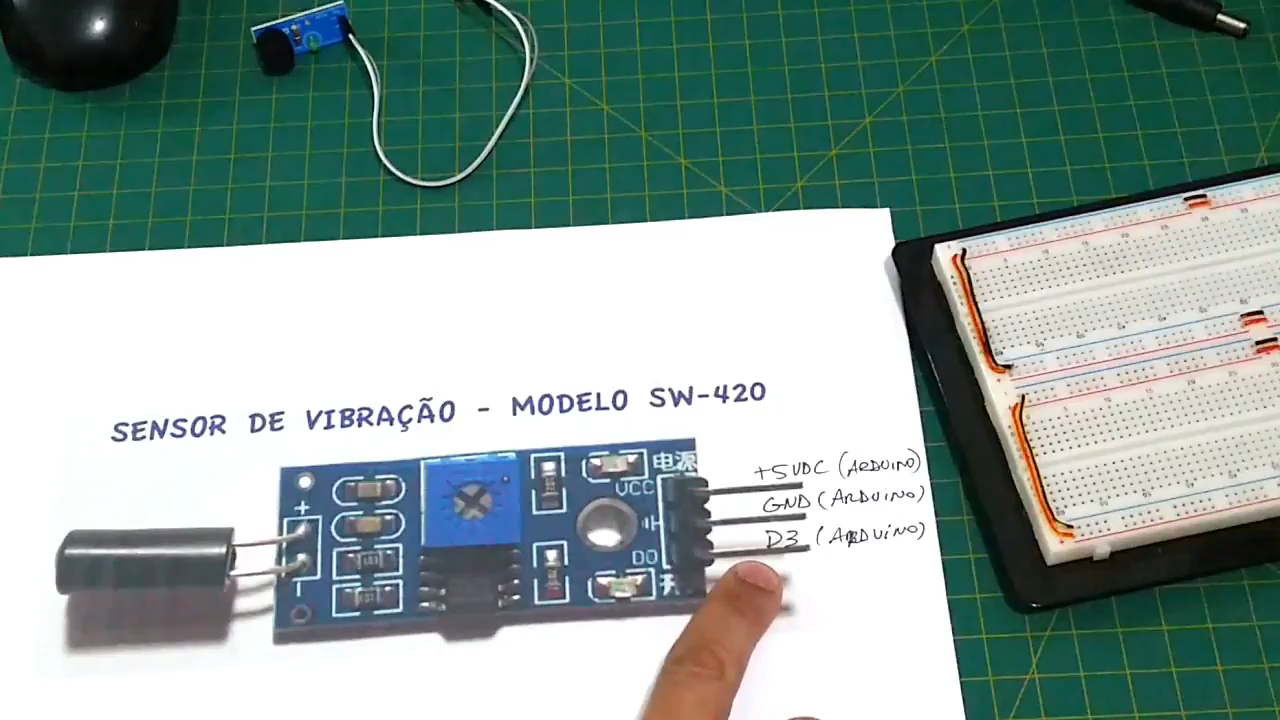 SENSOR DE VIBRAÇÃO - MODELO SW-420
电源
+5VDC (ARDUINO)
VCC
GND (ARDUINO)
D3 (ARDUINO)
DO
+
-